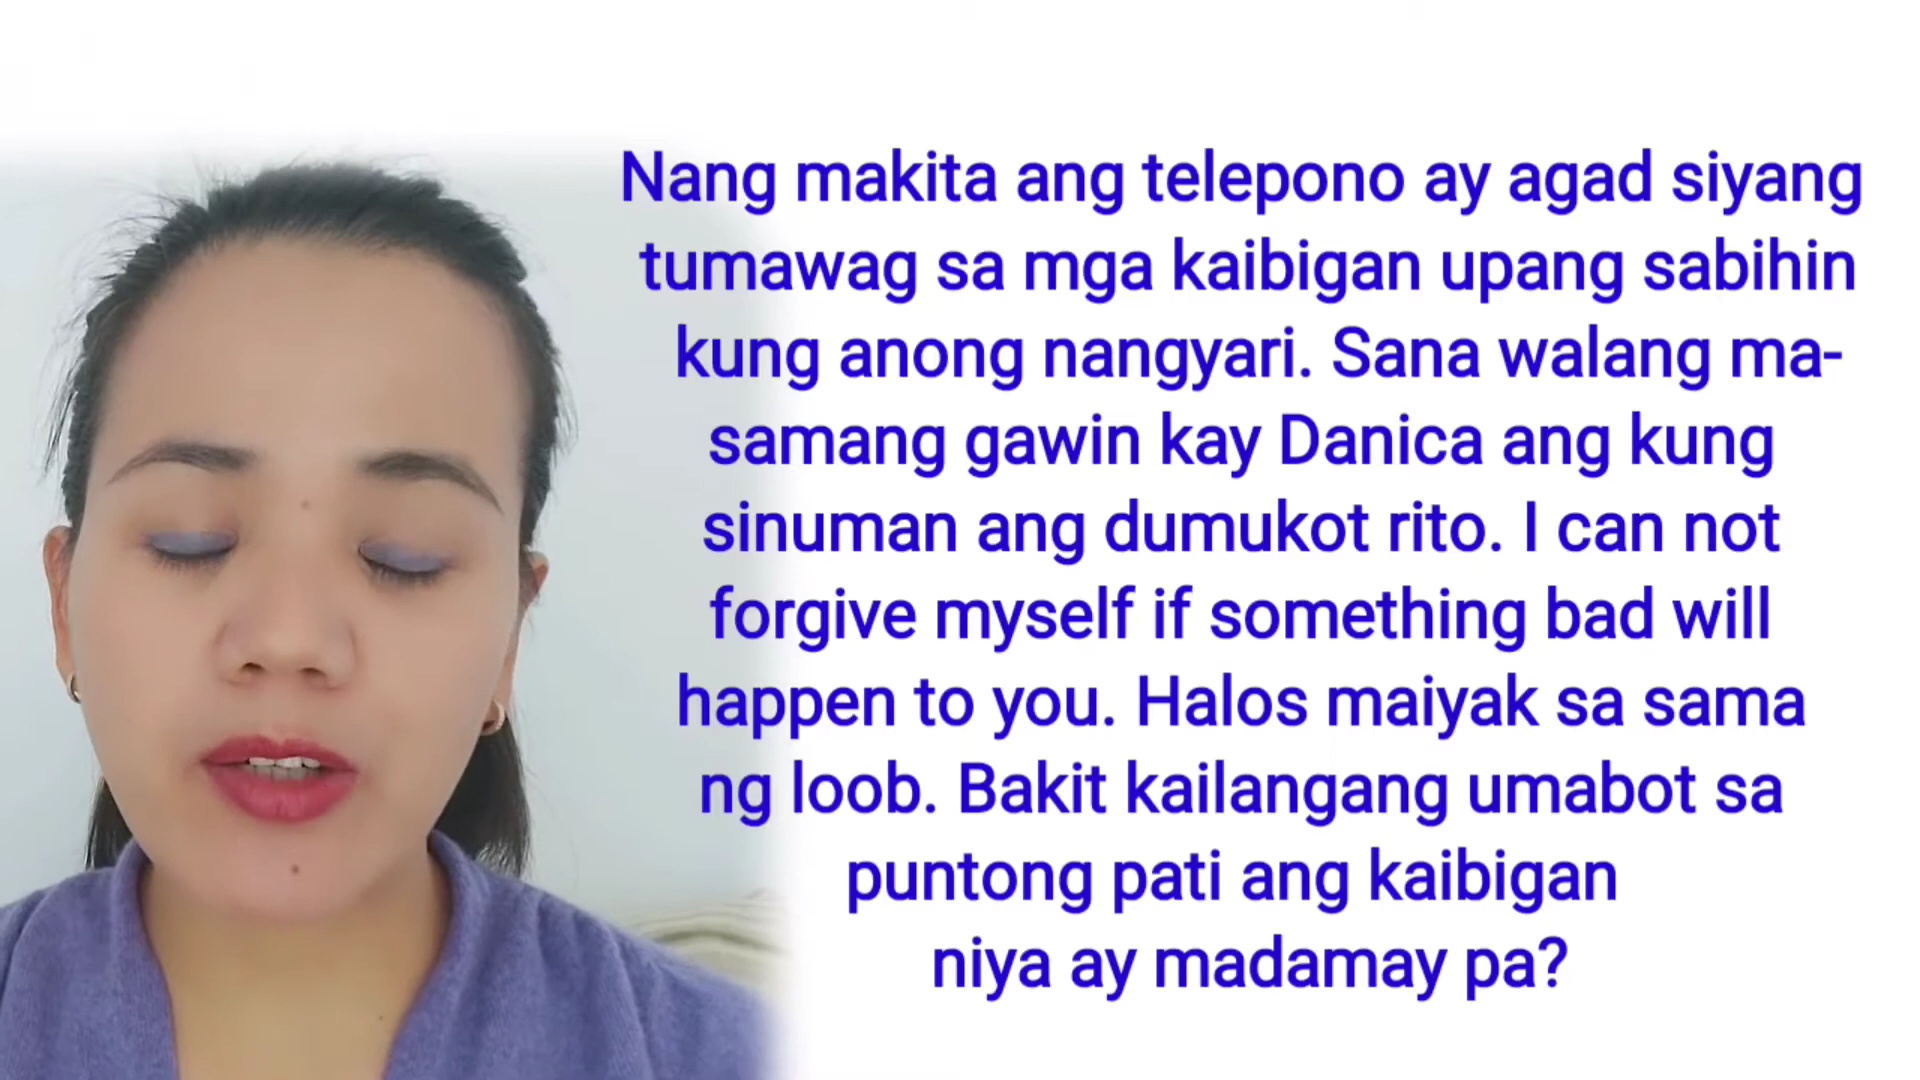 Nang makita ang telepono ay agad siyang
tumawag sa mga kaibigan upang sabihin
kung anong nangyari. Sana walang ma-
samang gawin kay Danica ang kung
sinuman ang dumukot rito. I can not
forgive myself if something bad will
happen to you. Halos maiyak sa sama
ng loob. Bakit kailangang umabot sa
puntong pati ang kaibigan
niya ay madamay pa?